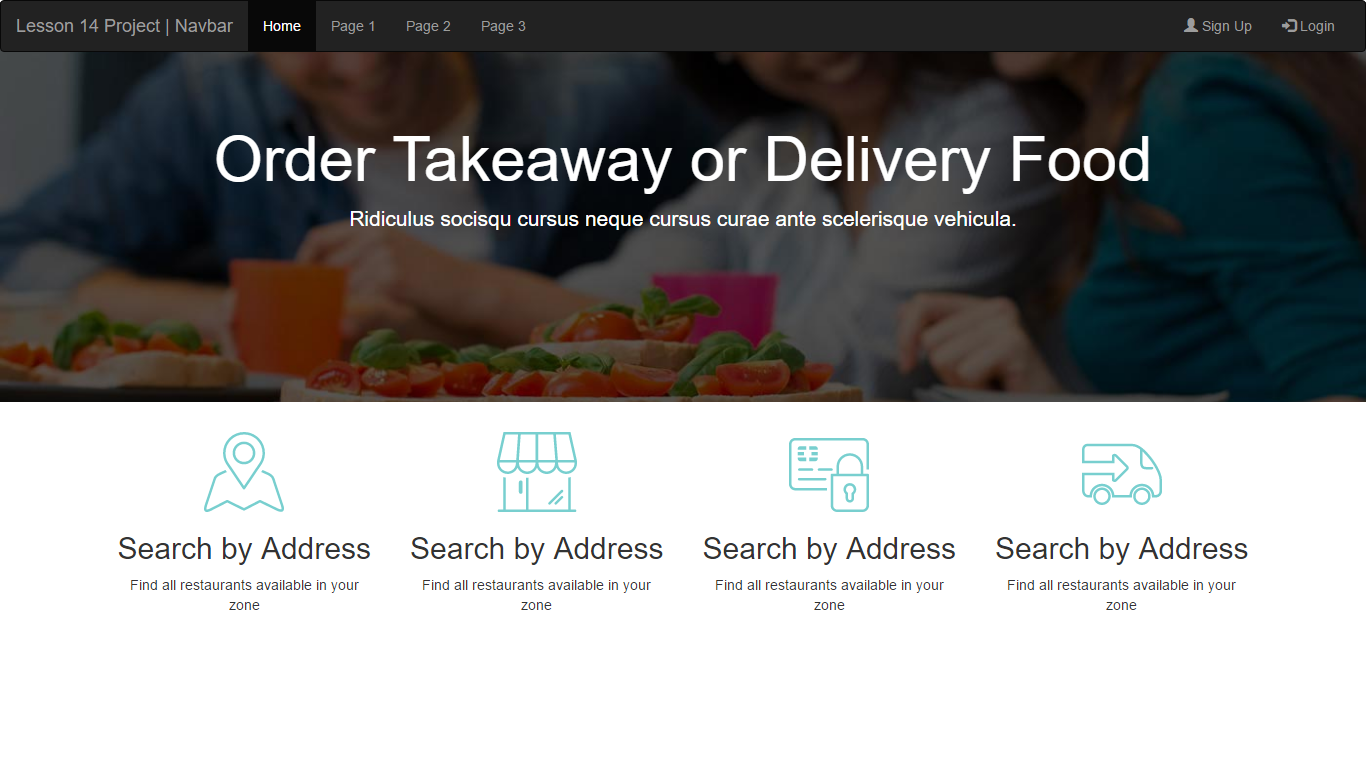 Lesson 14 Project | Navbar Home Page 1 Page 2 Page 3 Sign Up Login
Order Takeaway or Delivery Food
Ridiculus socisqu cursus neque cursus curae ante scelerisque vehicula.
Search by Address
Find all restaurants available in your
zone
Search by Address
Find all restaurants available in your
zone
Search by Address
Find all restaurants available in your
zone
Search by Address
Find all restaurants available in your
zone